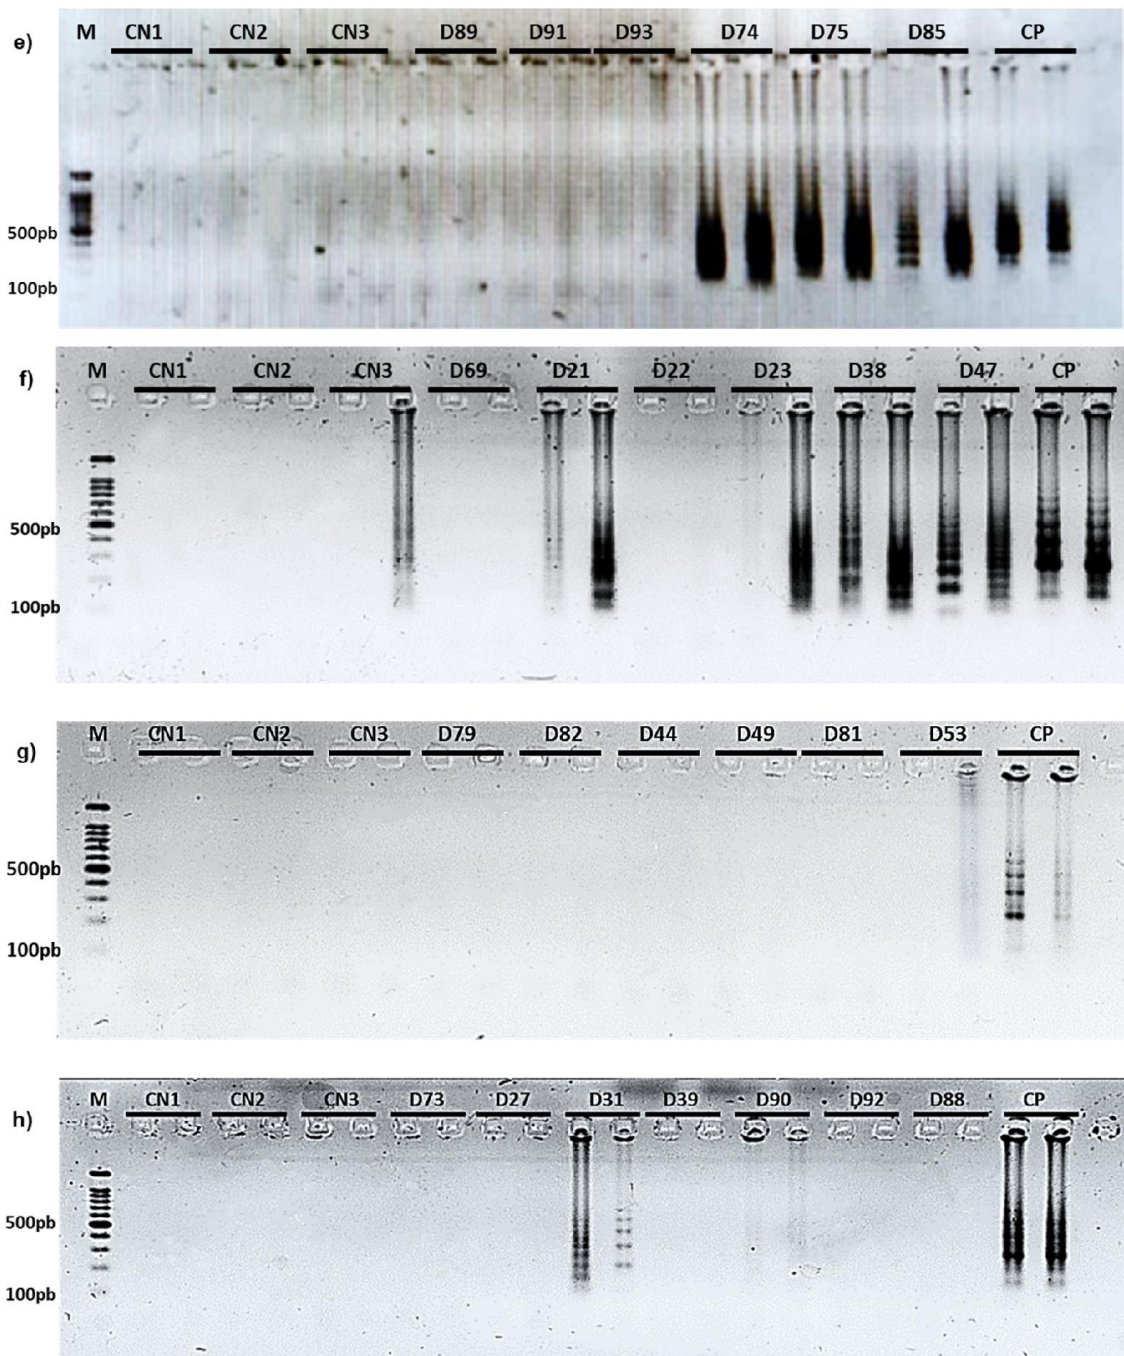 e) M CN1 CN2 CN3 D89 D91 D93 D74 D75 D85 CP
500pb
100pb
f) M CN1 CN2 CN3 D69 D21 D22 D23 D38 D47 CP
500pb
100pb
g) M CN1 CN2 CN3 D79 D82 D44 D49 D81 D53 CP
500pb
100pb
h) M CN1 CN2 CN3 D73 D27 D31 D39 D90 D92 D88 CP
500pb
100pb